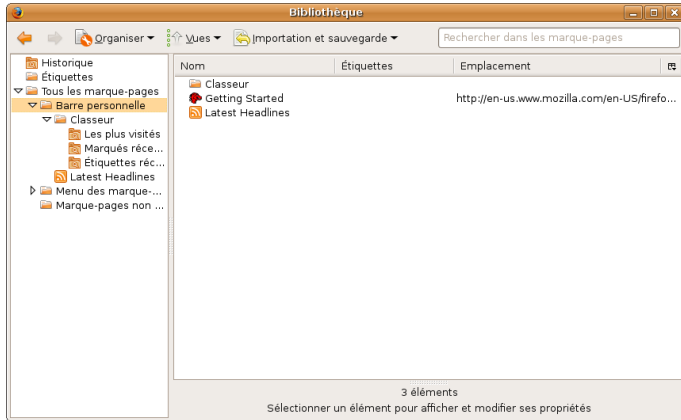 Bibliothèque
Organiser Vues Importation et sauvegarde Rechercher dans les marque-pages
Historique
Étiquettes
Tous les marque-pages
Barre personnelle
Classeur
Les plus visités
Marqués réce...
Étiquettes réc...
Latest Headlines
Menu des marque-...
Marque-pages non ...
Nom Étiquettes Emplacement
Classeur
Getting Started http://en-us.www.mozilla.com/en-US/firefo...
Latest Headlines
3 éléments
Sélectionner un élément pour afficher et modifier ses propriétés